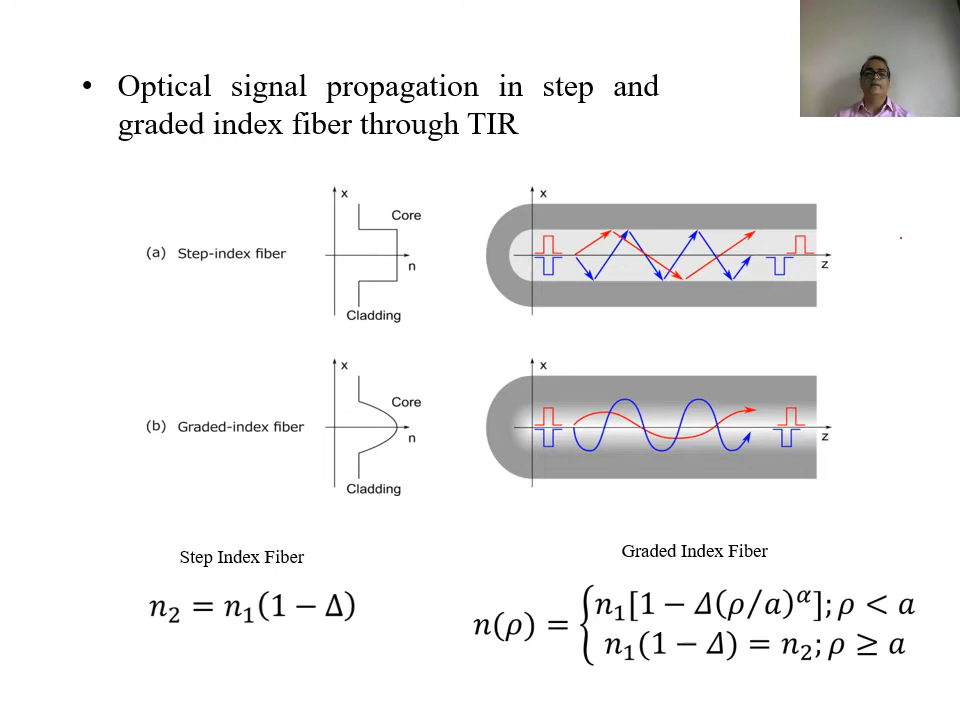 • Optical signal propagation in step and
graded index fiber through TIR
x
Core
(a) Step-index fiber
n
Cladding
x
z
x
Core
(b) Graded-index fiber
n
Cladding
x
z
Step Index Fiber
n₂ = n₁(1 − Δ)
Graded Index Fiber
n(ρ) = { n₁[1 − Δ(ρ/a)^α]; ρ < a
n₁(1 − Δ) = n₂; ρ ≥ a